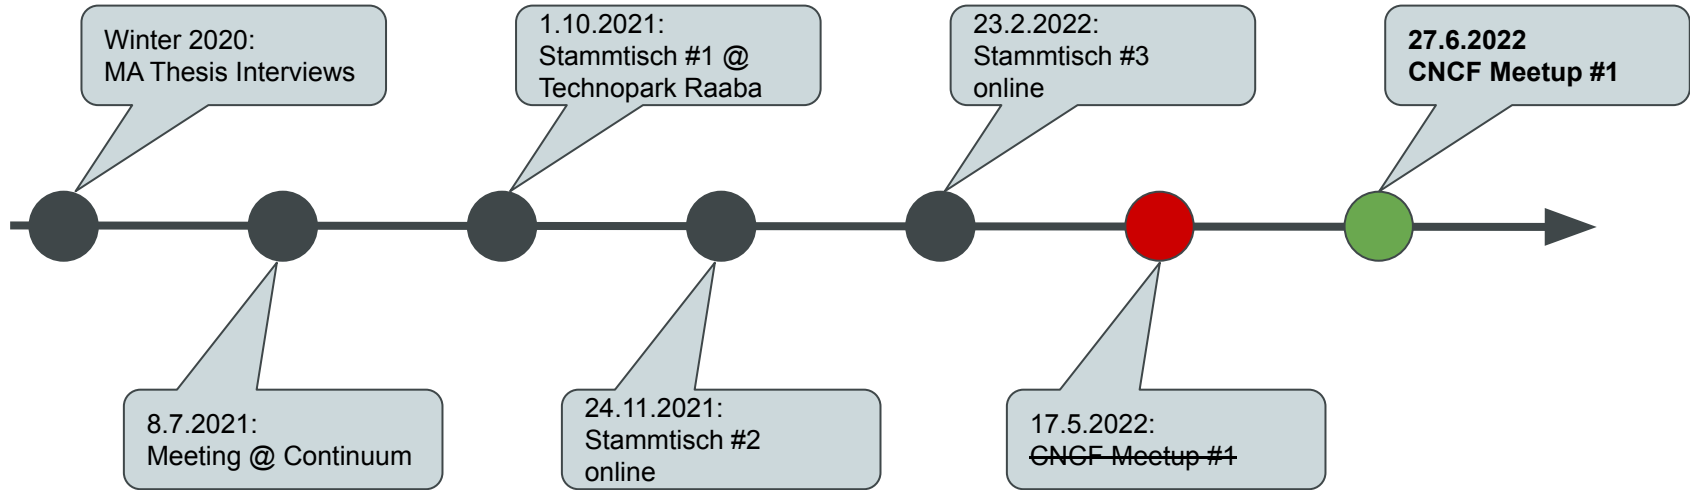 Winter 2020:
MA Thesis Interviews
8.7.2021:
Meeting @ Continuum
1.10.2021:
Stammtisch #1 @
Technopark Raaba
24.11.2021:
Stammtisch #2
online
23.2.2022:
Stammtisch #3
online
17.5.2022:
CNCF Meetup #1
27.6.2022
CNCF Meetup #1